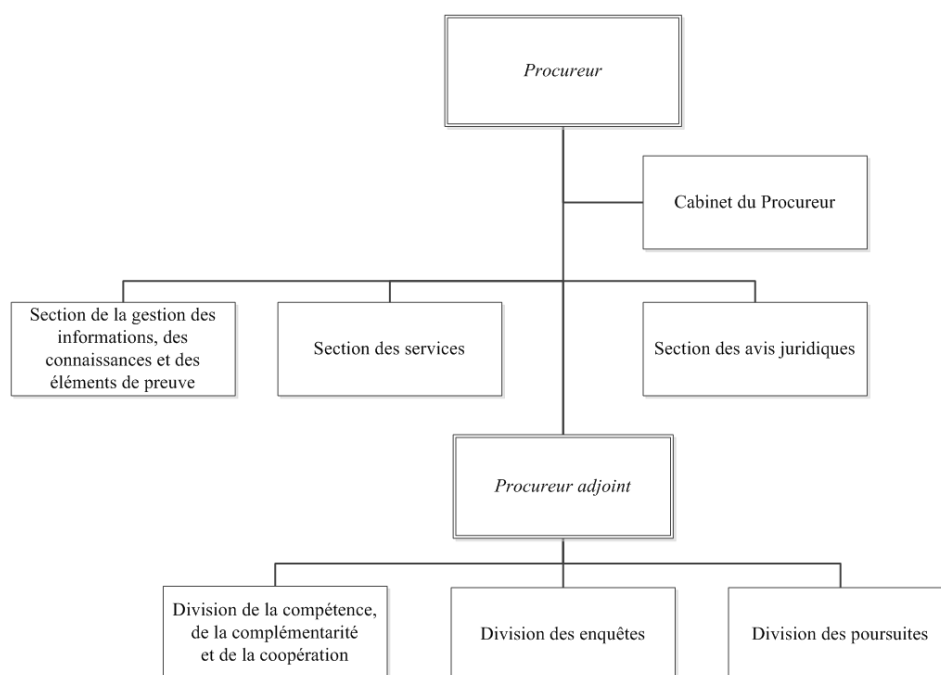 Procureur
Cabinet du Procureur
Section de la gestion des
informations, des
connaissances et des
éléments de preuve
Section des services
Section des avis juridiques
Procureur adjoint
Division de la compétence,
de la complémentarité
et de la coopération
Division des enquêtes
Division des poursuites